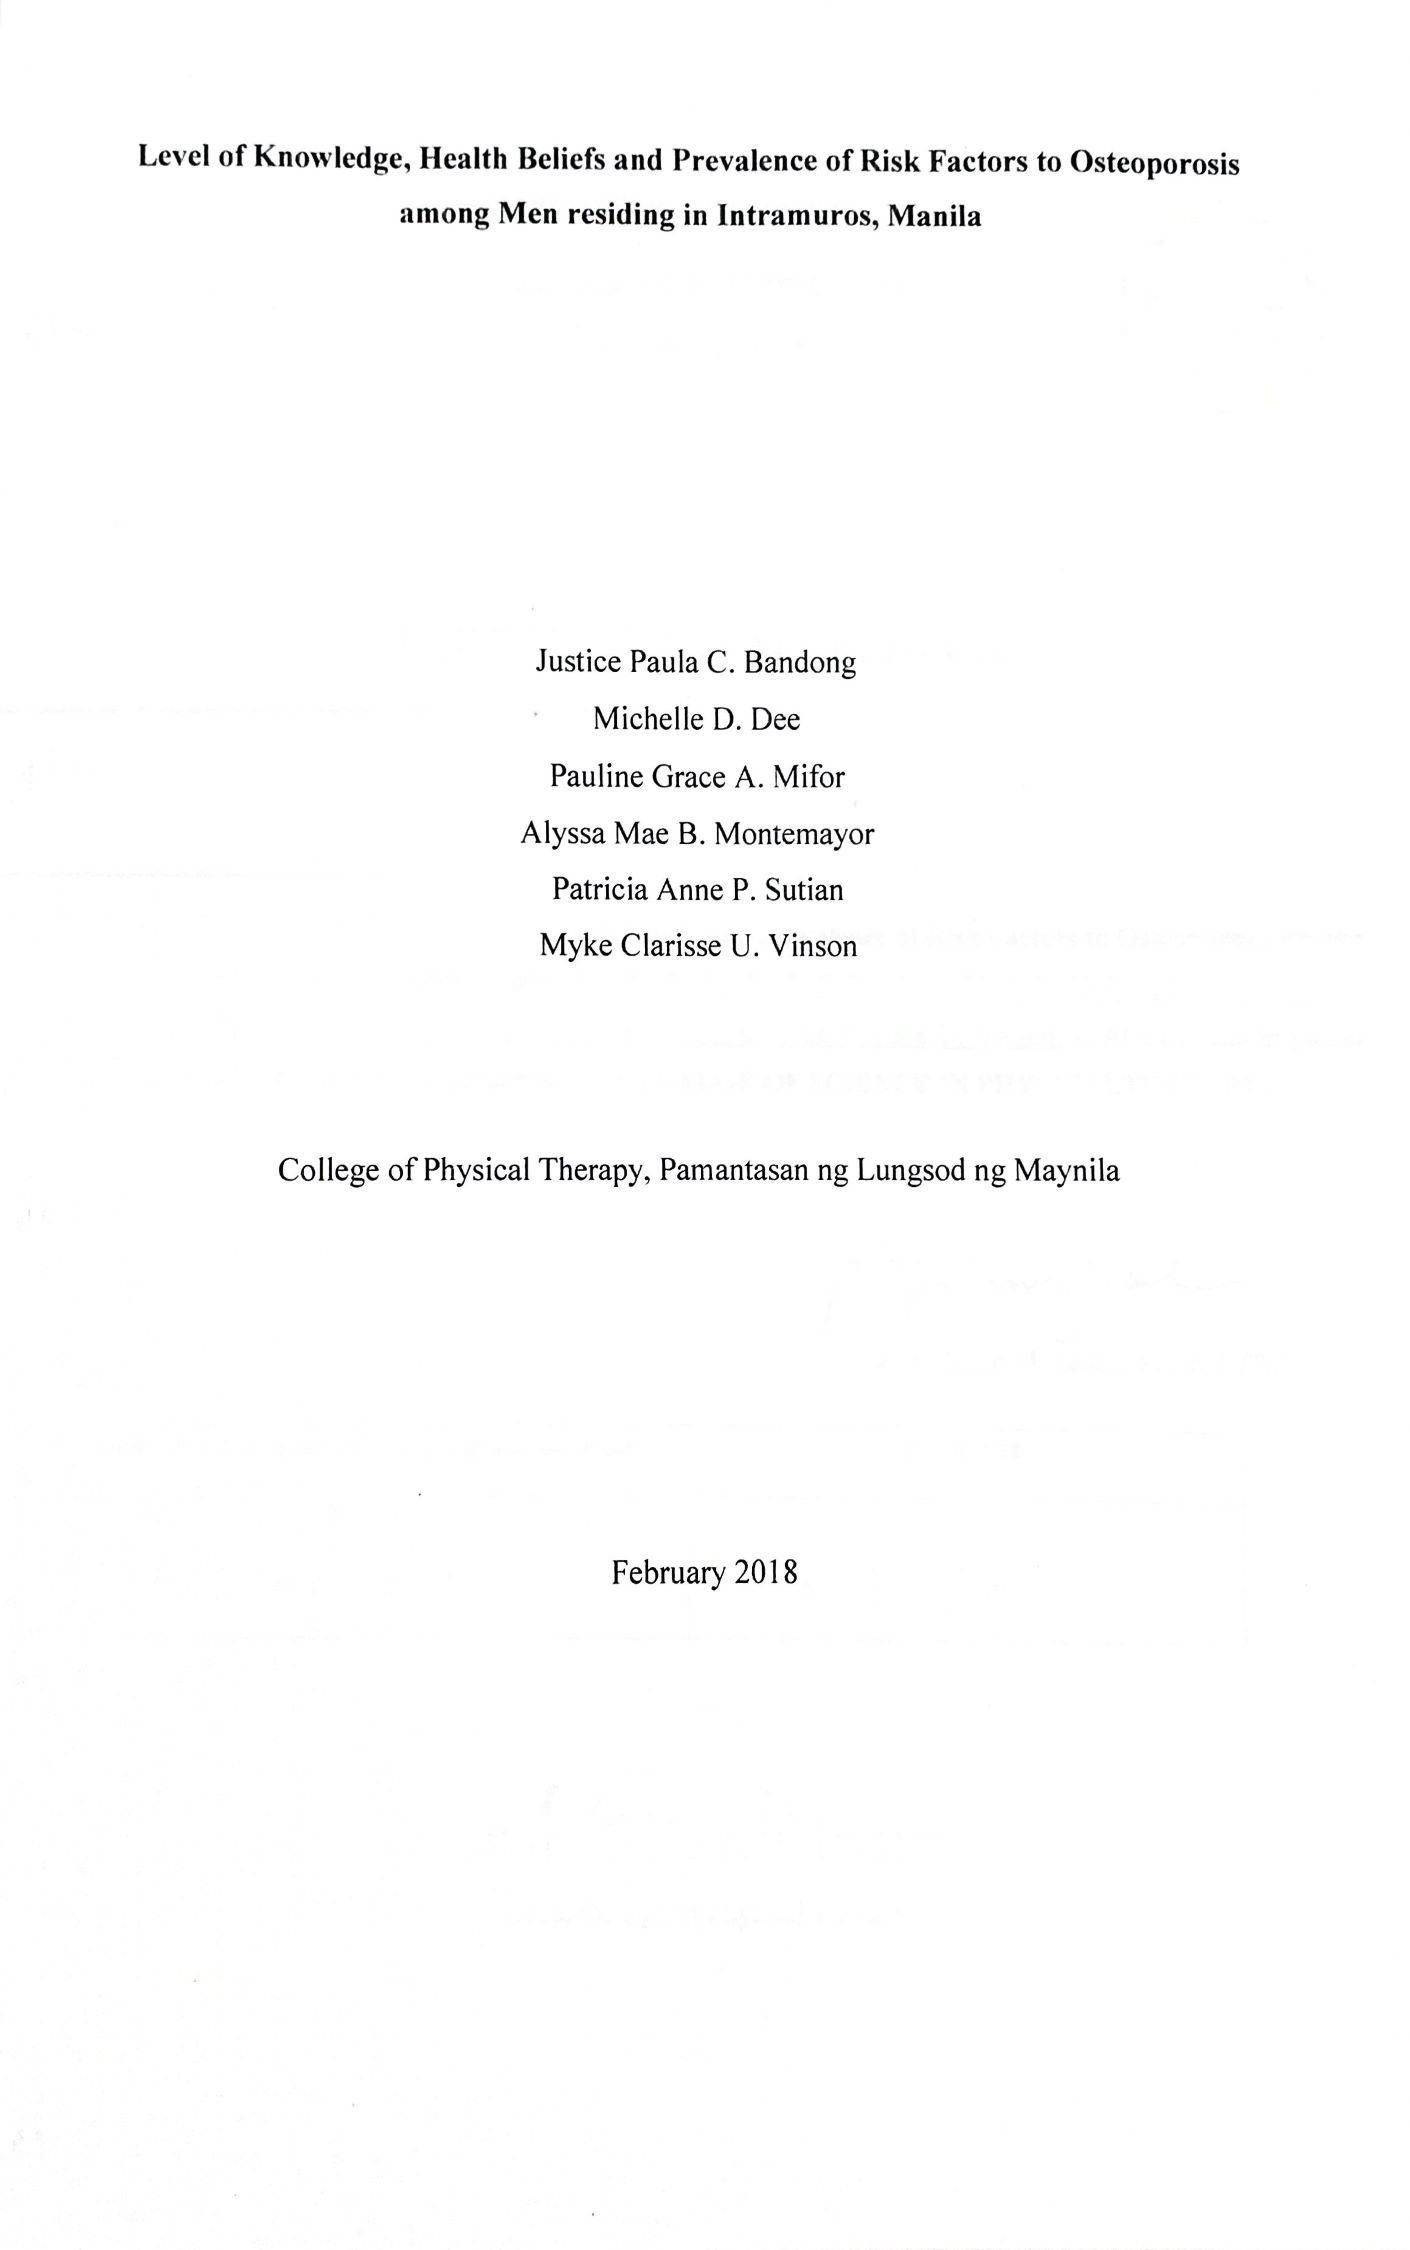 Level of Knowledge, Health Beliefs and Prevalence of Risk Factors to Osteoporosis
among Men residing in Intramuros, Manila
Justice Paula C. Bandong
Michelle D. Dee
Pauline Grace A. Mifor
Alyssa Mae B. Montemayor
Patricia Anne P. Sutian
Myke Clarisse U. Vinson
College of Physical Therapy, Pamantasan ng Lungsod ng Maynila
February 2018